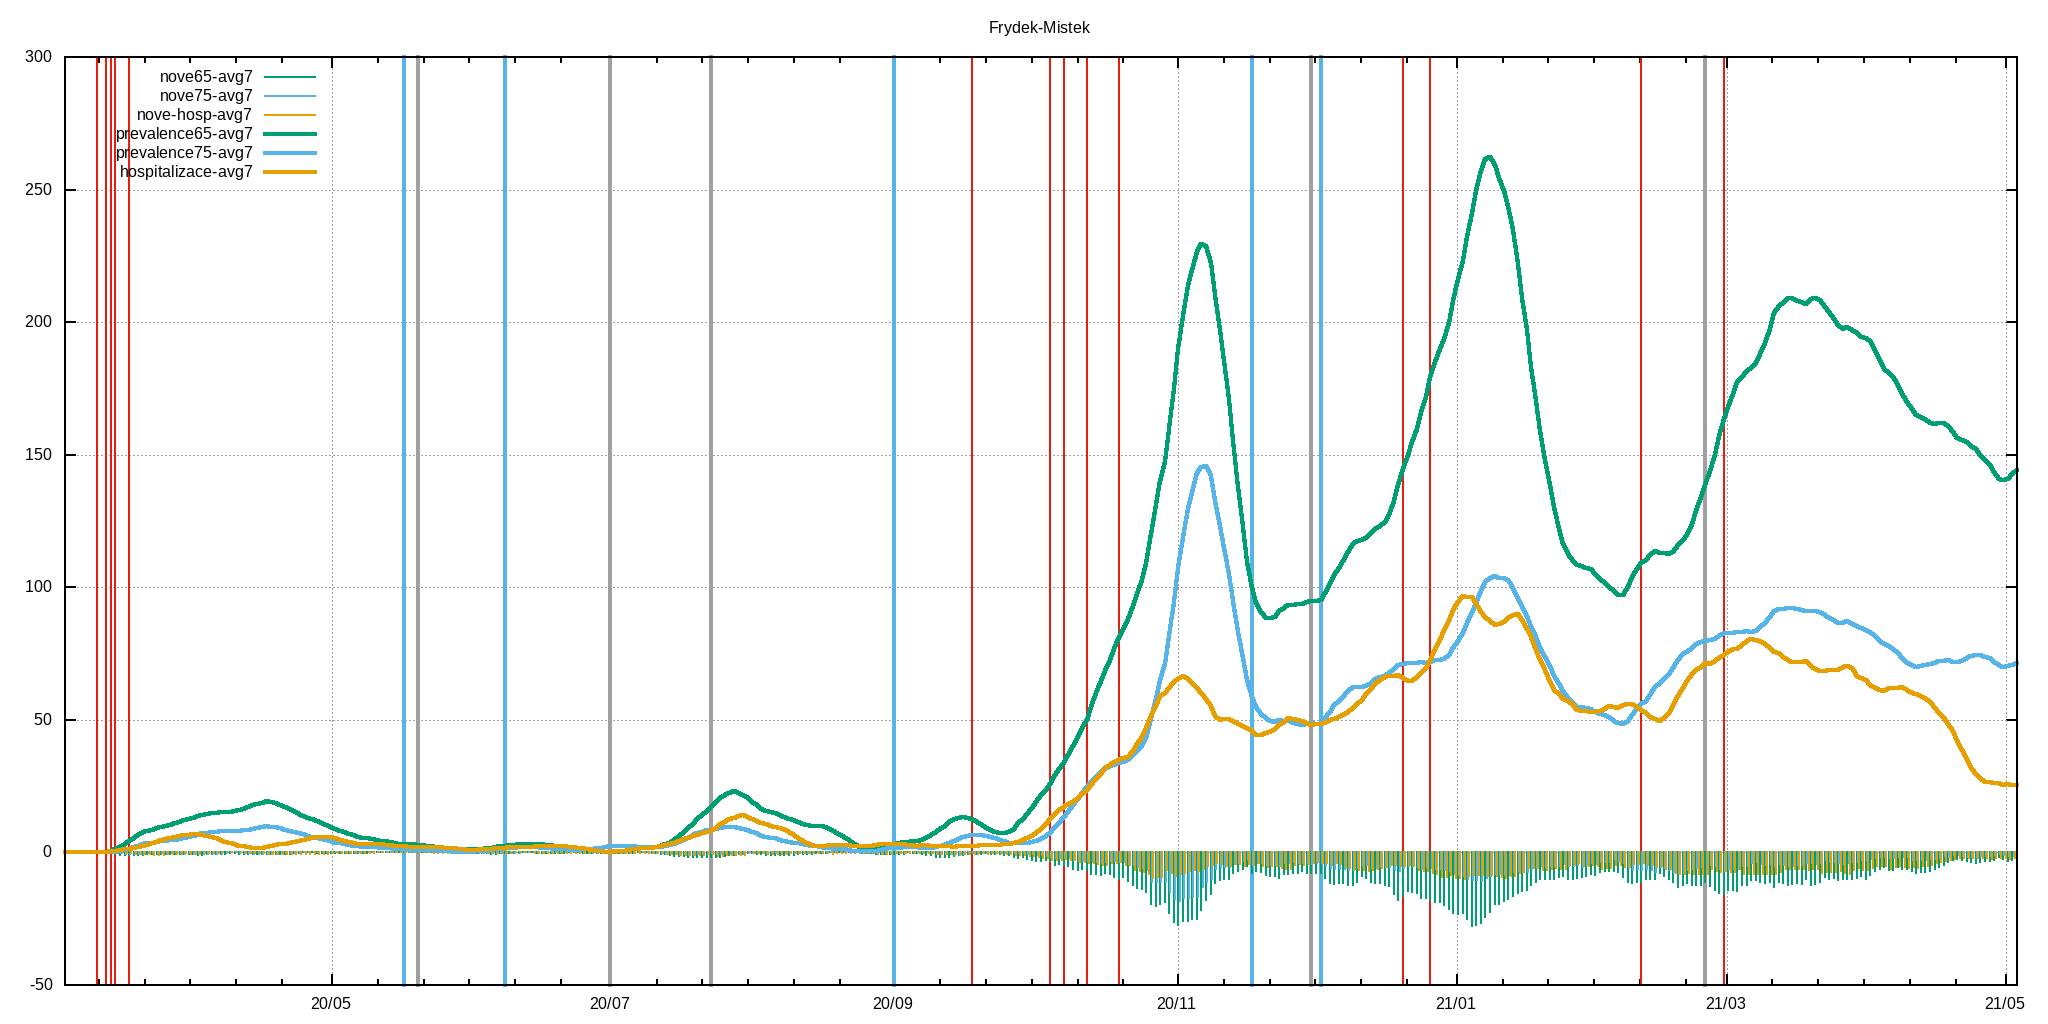 Frydek-Mistek
300
250
200
150
100
50
0
-50
nove65-avg7
nove75-avg7
nove-hosp-avg7
prevalence65-avg7
prevalence75-avg7
hospitalizace-avg7
20/05 20/07 20/09 20/11 21/01 21/03 21/05